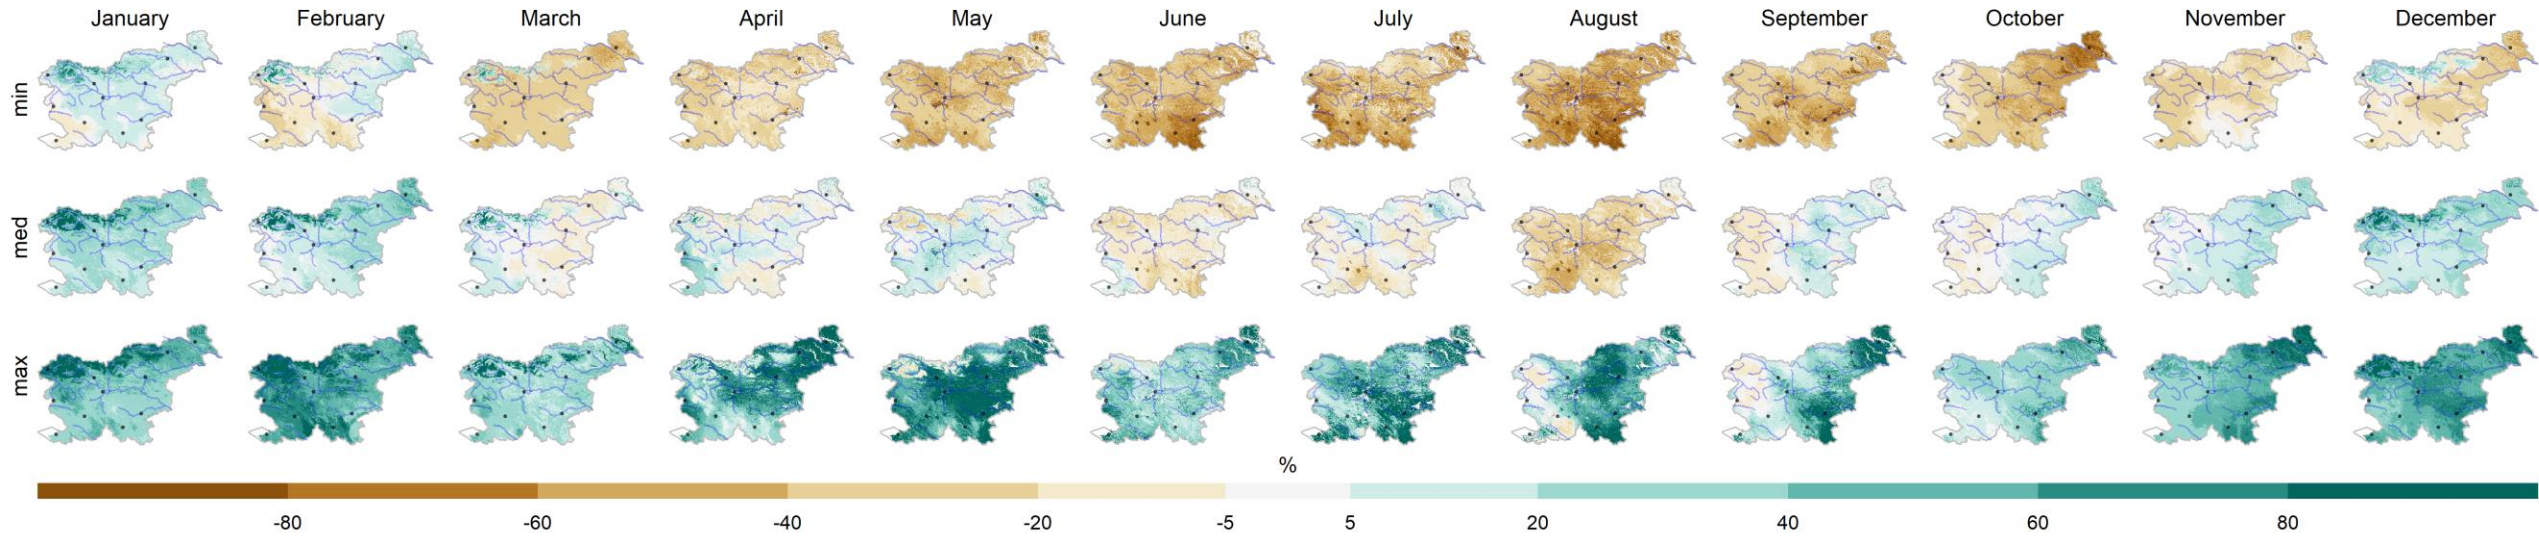 January February March April May June July August September October November December
min
med
max
%
-80 -60 -40 -20 -5 5 20 40 60 80